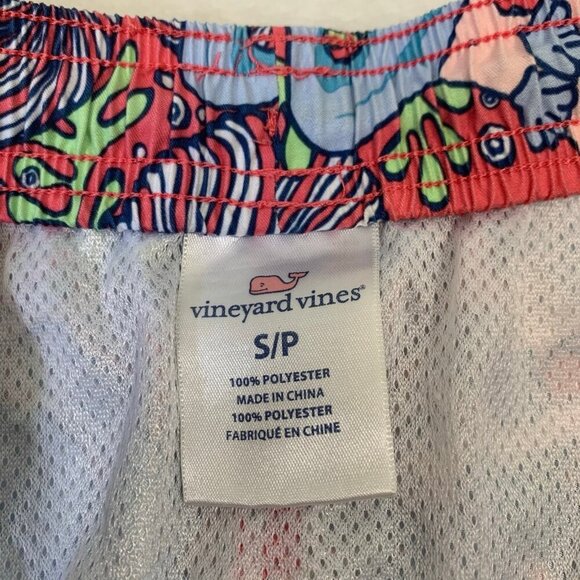 vineyard vines®
S/P
100% POLYESTER
MADE IN CHINA
100% POLYESTER
FABRIQUÉ EN CHINE